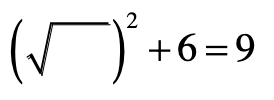 (√ )² + 6 = 9